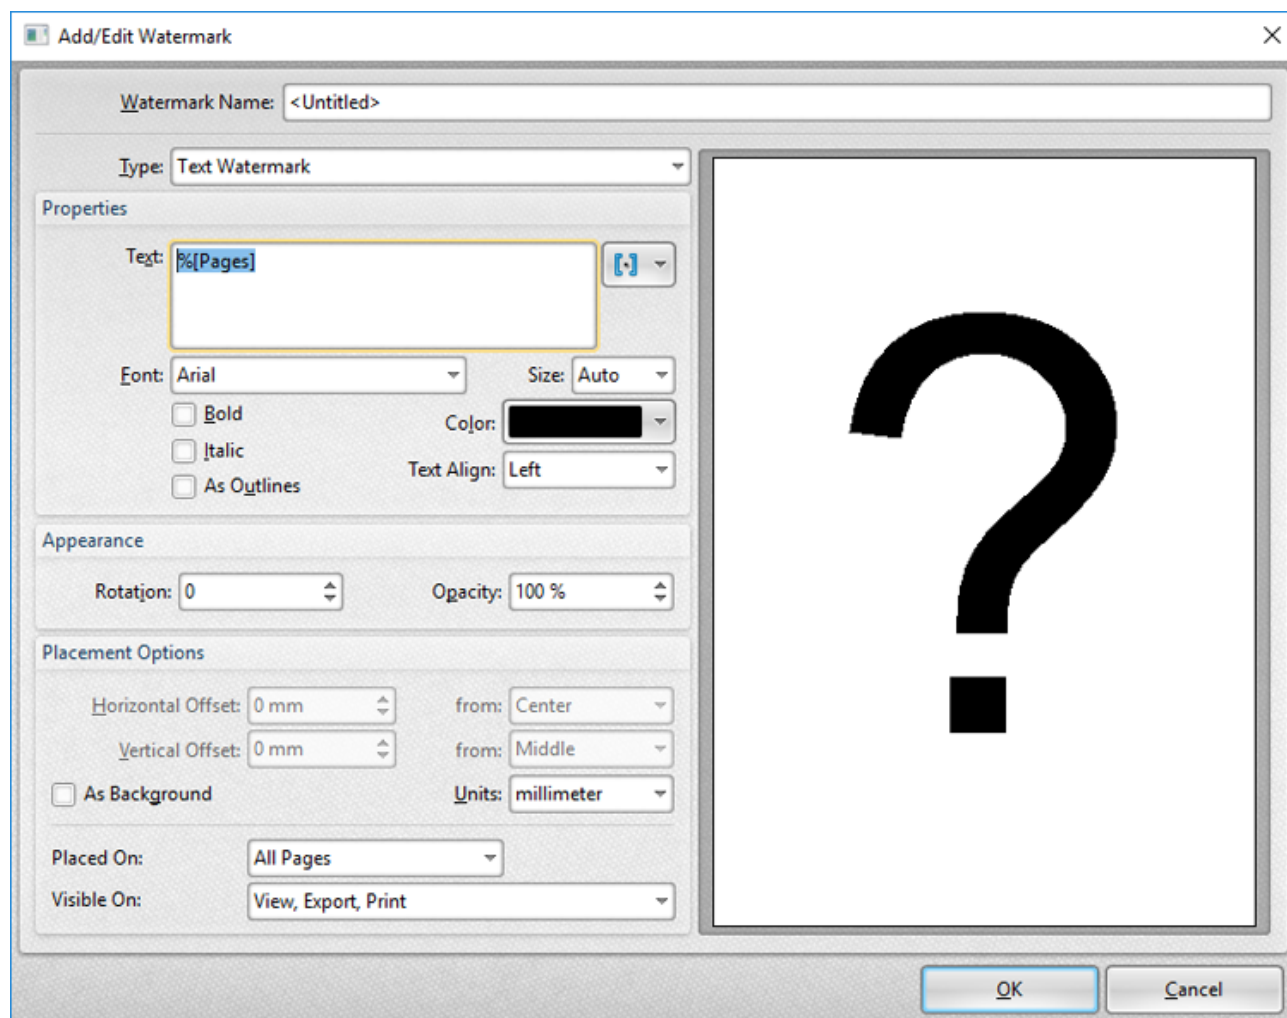 Add/Edit Watermark
Watermark Name: <Untitled>
Type: Text Watermark
Properties
Text: %[Pages]
Font: Arial Size: Auto
Bold
Color:
Italic
Text Align: Left
As Outlines
Appearance
Rotation: 0 Opacity: 100 %
Placement Options
Horizontal Offset: 0 mm from: Center
Vertical Offset: 0 mm from: Middle
As Background Units: millimeter
Placed On: All Pages
Visible On: View, Export, Print
?
OK Cancel